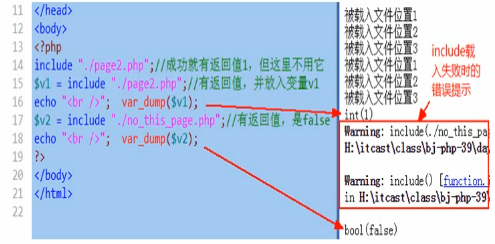 11 </head>
12 <body>
13 <?php
14 include "./page2.php";//成功就有返回值1，但这里不用它
15 $v1 = include "./page2.php";//有返回值，并放入变量v1
16 echo "<br />";  var_dump($v1);
17 $v2 = include "./no_this_page.php";//有返回值，是false
18 echo "<br />";  var_dump($v2);
19 ?>
20 </body>
21 </html>
22
被载入文件位置1
被载入文件位置2
被载入文件位置3
被载入文件位置1
被载入文件位置2
被载入文件位置3
int(1)
Warning: include(./no_this_pa
H:\itcast\class\bj-php-39\da
Warning: include() [function.
in H:\itcast\class\bj-php-39\
bool(false)
include载
入失败时的
错误提示